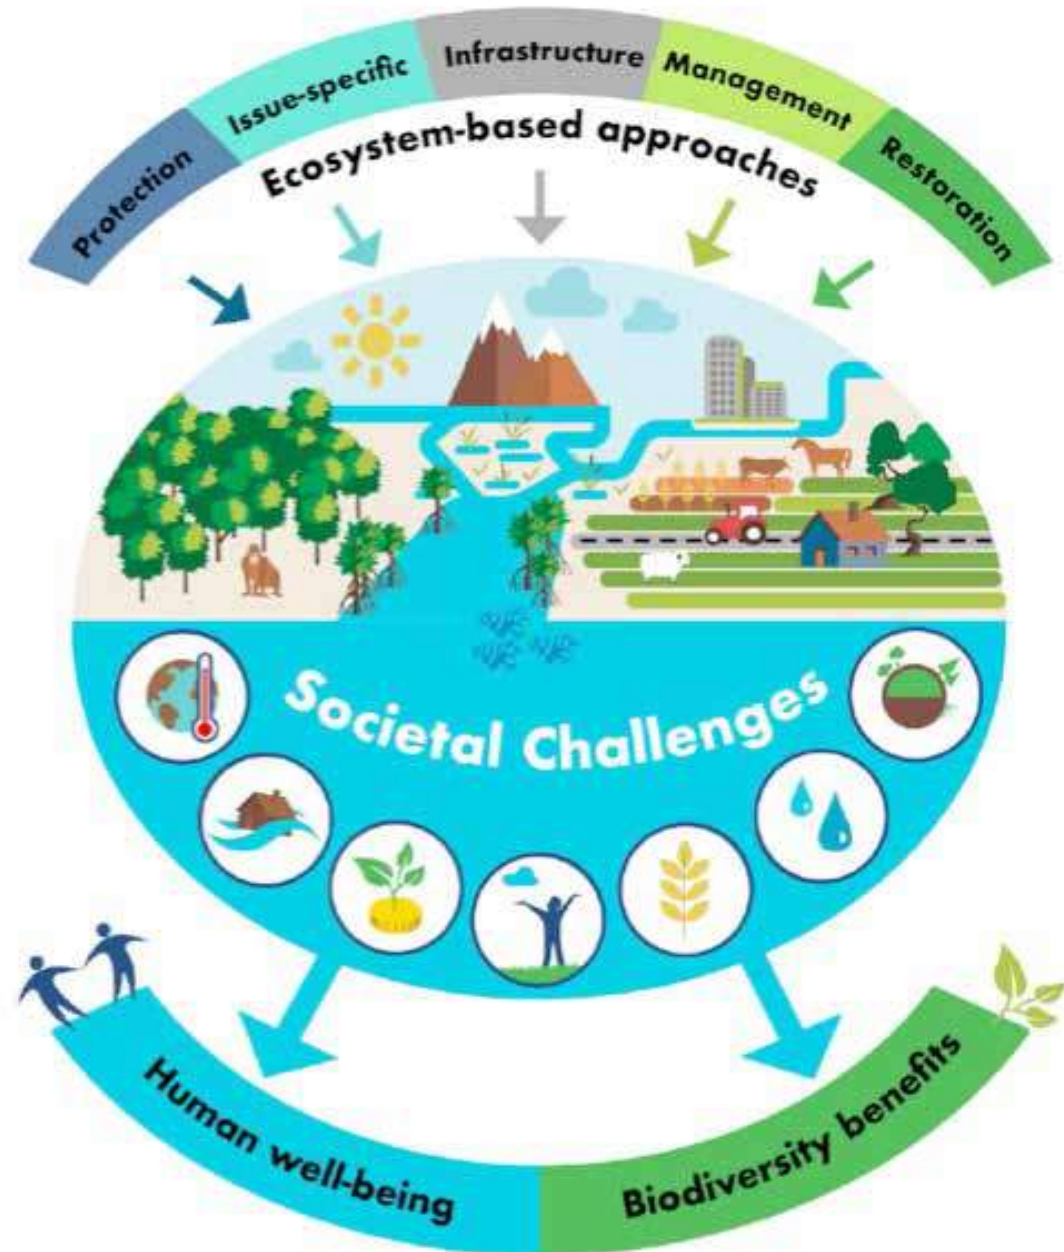 Protection
Issue-specific
Infrastructure
Management
Restoration
Ecosystem-based approaches
Societal Challenges
Human well-being
Biodiversity benefits